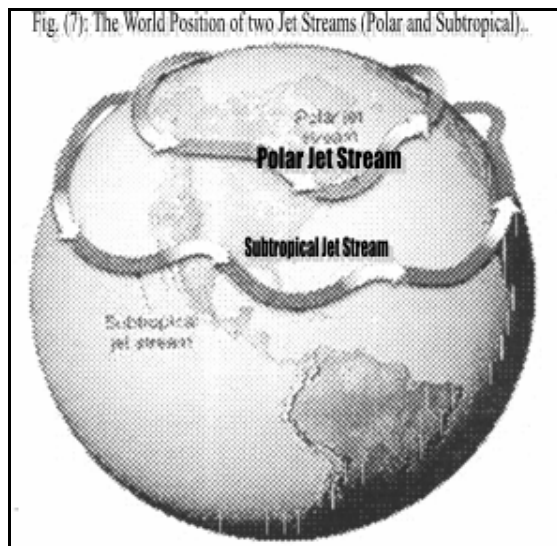 Fig. (7): The World Position of two Jet Streams (Polar and Subtropical)..
Polar jet
stream
Polar Jet Stream
Subtropical Jet Stream
Subtropical
jet stream